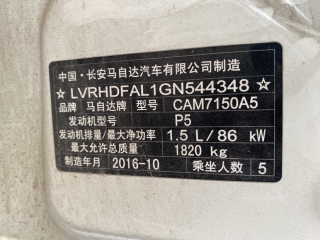 中国·长安马自达汽车有限公司制造
☆ LVRHDFAL1GN544348 ☆
品牌 马自达牌 型号 CAM7150A5
发动机型号 P5
发动机排量/最大净功率 1.5 L/86 kW
最大允许总质量 1820 kg
制造年月 2016-10 乘坐人数 5